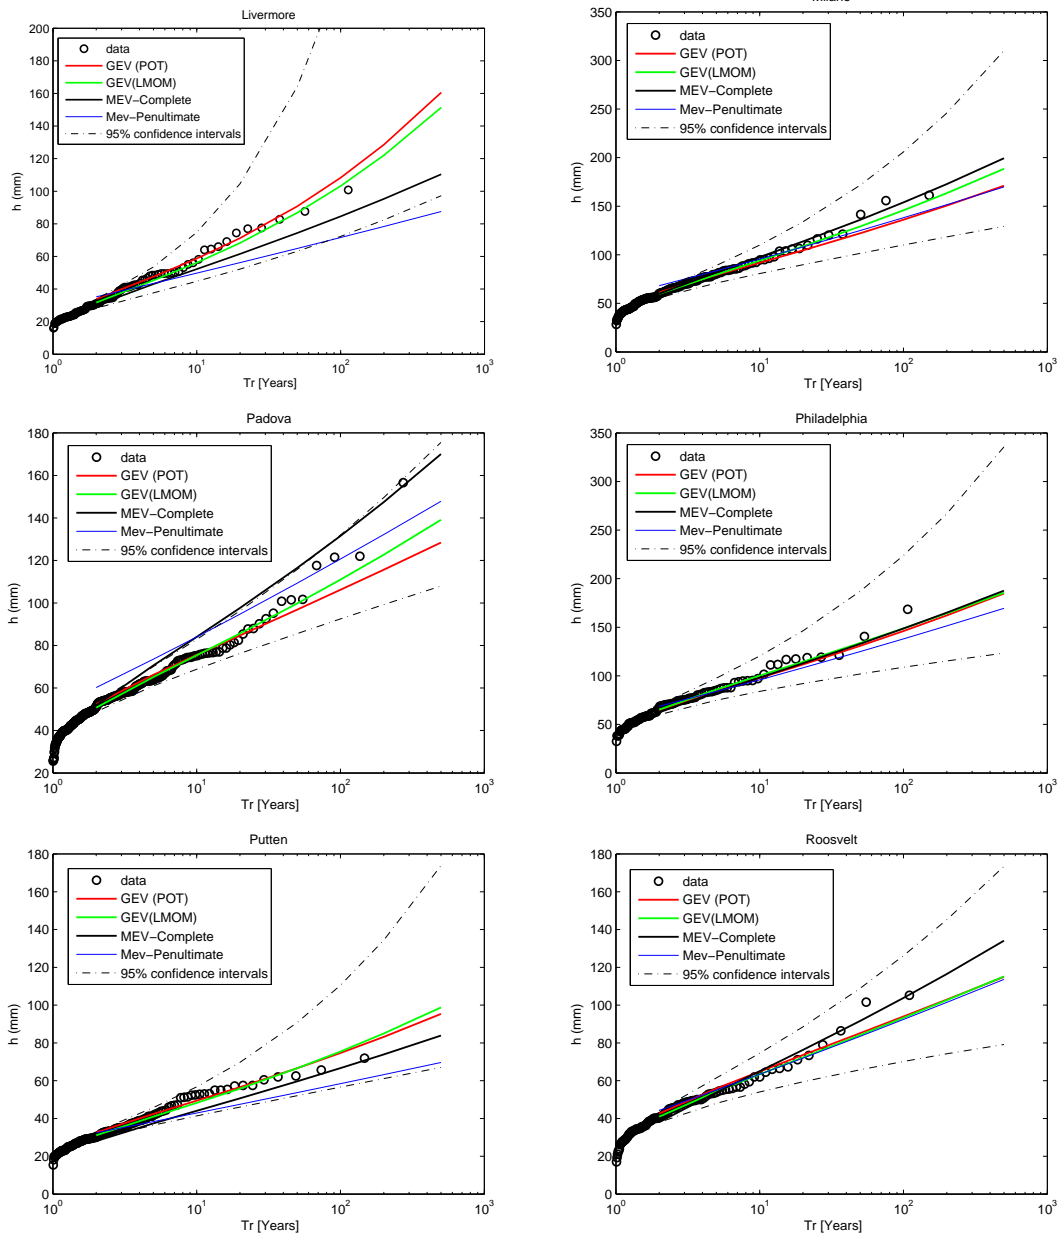 Livermore
200
180
160
140
120
100
80
60
40
20
0
h (mm)
data
GEV (POT)
GEV(LMOM)
MEV−Complete
Mev−Penultimate
95% confidence intervals
10^0
10^1
10^2
10^3
Tr [Years]
350
300
250
200
150
100
50
0
h (mm)
data
GEV (POT)
GEV(LMOM)
MEV−Complete
Mev−Penultimate
95% confidence intervals
10^0
10^1
10^2
10^3
Tr [Years]
Padova
180
160
140
120
100
80
60
40
20
h (mm)
data
GEV (POT)
GEV(LMOM)
MEV−Complete
Mev−Penultimate
95% confidence intervals
10^0
10^1
10^2
10^3
Tr [Years]
Philadelphia
350
300
250
200
150
100
50
0
h (mm)
data
GEV (POT)
GEV(LMOM)
MEV−Complete
Mev−Penultimate
95% confidence intervals
10^0
10^1
10^2
10^3
Tr [Years]
Putten
180
160
140
120
100
80
60
40
20
0
h (mm)
data
GEV (POT)
GEV(LMOM)
MEV−Complete
Mev−Penultimate
95% confidence intervals
10^0
10^1
10^2
10^3
Tr [Years]
Roosvelt
180
160
140
120
100
80
60
40
20
0
h (mm)
data
GEV (POT)
GEV(LMOM)
MEV−Complete
Mev−Penultimate
95% confidence intervals
10^0
10^1
10^2
10^3
Tr [Years]